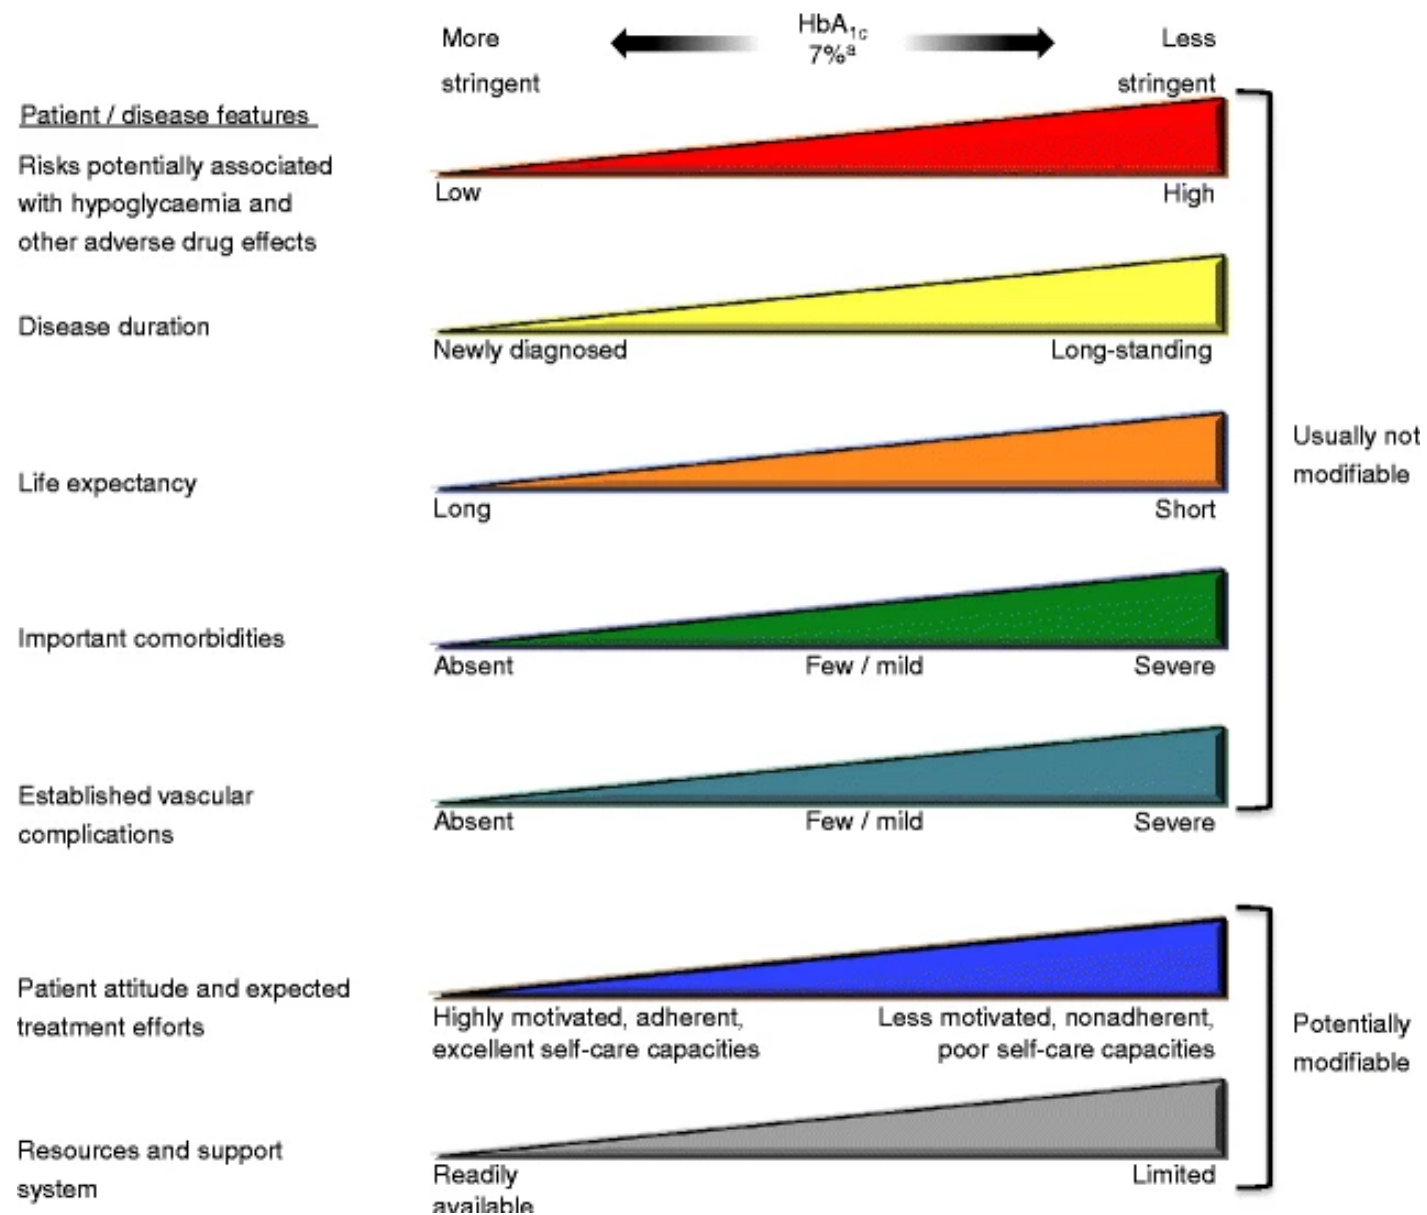 More
stringent
HbA1c
7%a
Less
stringent
Patient / disease features
Risks potentially associated
with hypoglycaemia and
other adverse drug effects
Low
High
Disease duration
Newly diagnosed
Long-standing
Life expectancy
Long
Short
Usually not
modifiable
Important comorbidities
Absent
Few / mild
Severe
Established vascular
complications
Absent
Few / mild
Severe
Patient attitude and expected
treatment efforts
Highly motivated, adherent,
excellent self-care capacities
Less motivated, nonadherent,
poor self-care capacities
Potentially
modifiable
Resources and support
system
Readily
available
Limited